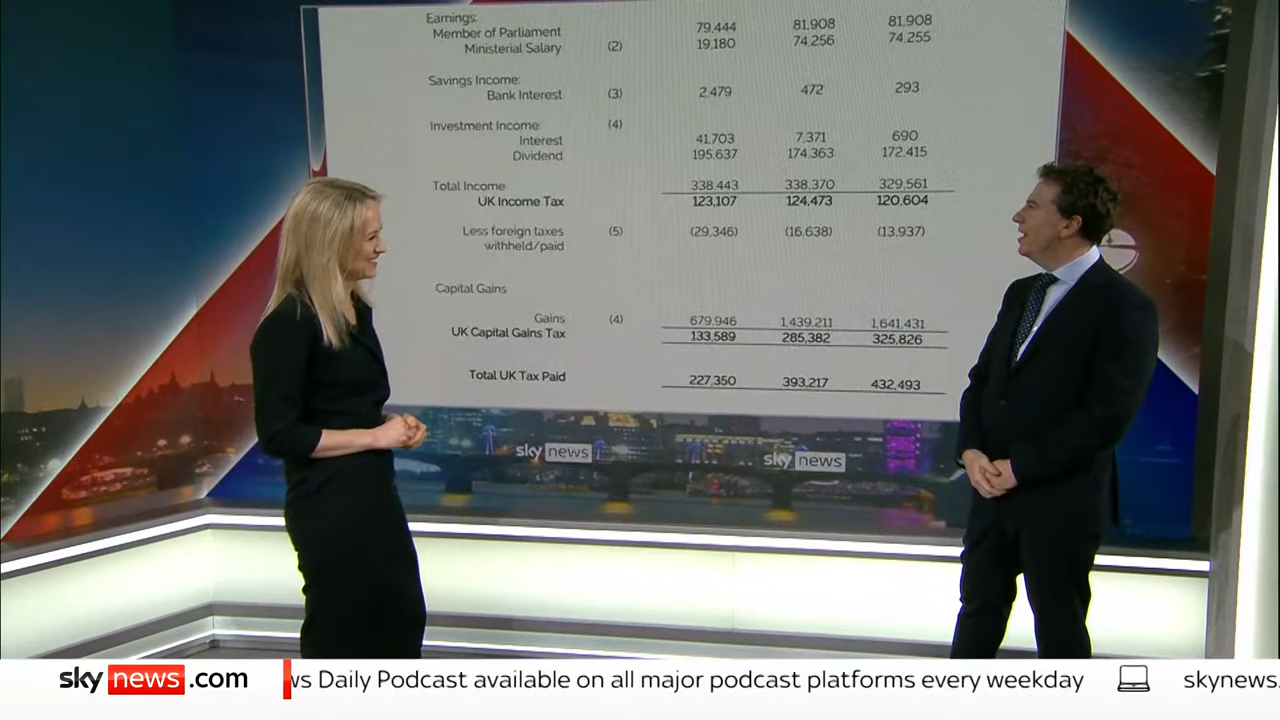 Earnings:
Member of Parliament 79,444 81,908 81,908
Ministerial Salary (2) 19,180 74,256 74,255
Savings Income:
Bank Interest (3) 2,479 472 293
Investment Income: (4)
Interest 41,703 7,371 690
Dividend 195,637 174,363 172,415
Total Income 338,443 338,370 329,561
UK Income Tax 123,107 124,473 120,604
Less foreign taxes (5) (29,346) (16,638) (13,937)
withheld/paid
Capital Gains
Gains (4) 679,946 1,439,211 1,641,431
UK Capital Gains Tax 133,589 285,382 325,826
Total UK Tax Paid 227,350 393,217 432,493
sky news
sky news
sky news.com
ws Daily Podcast available on all major podcast platforms every weekday
skynews.